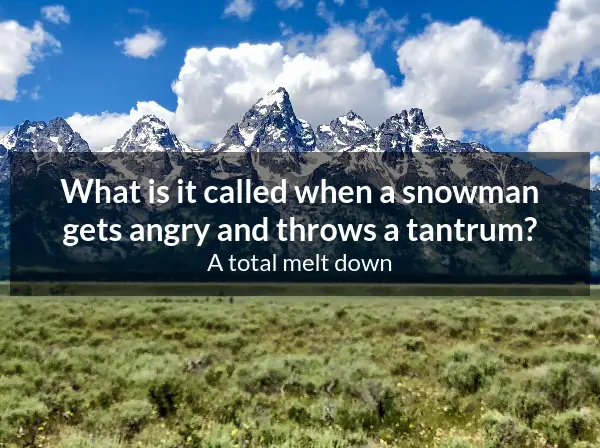 What is it called when a snowman
gets angry and throws a tantrum?
A total melt down